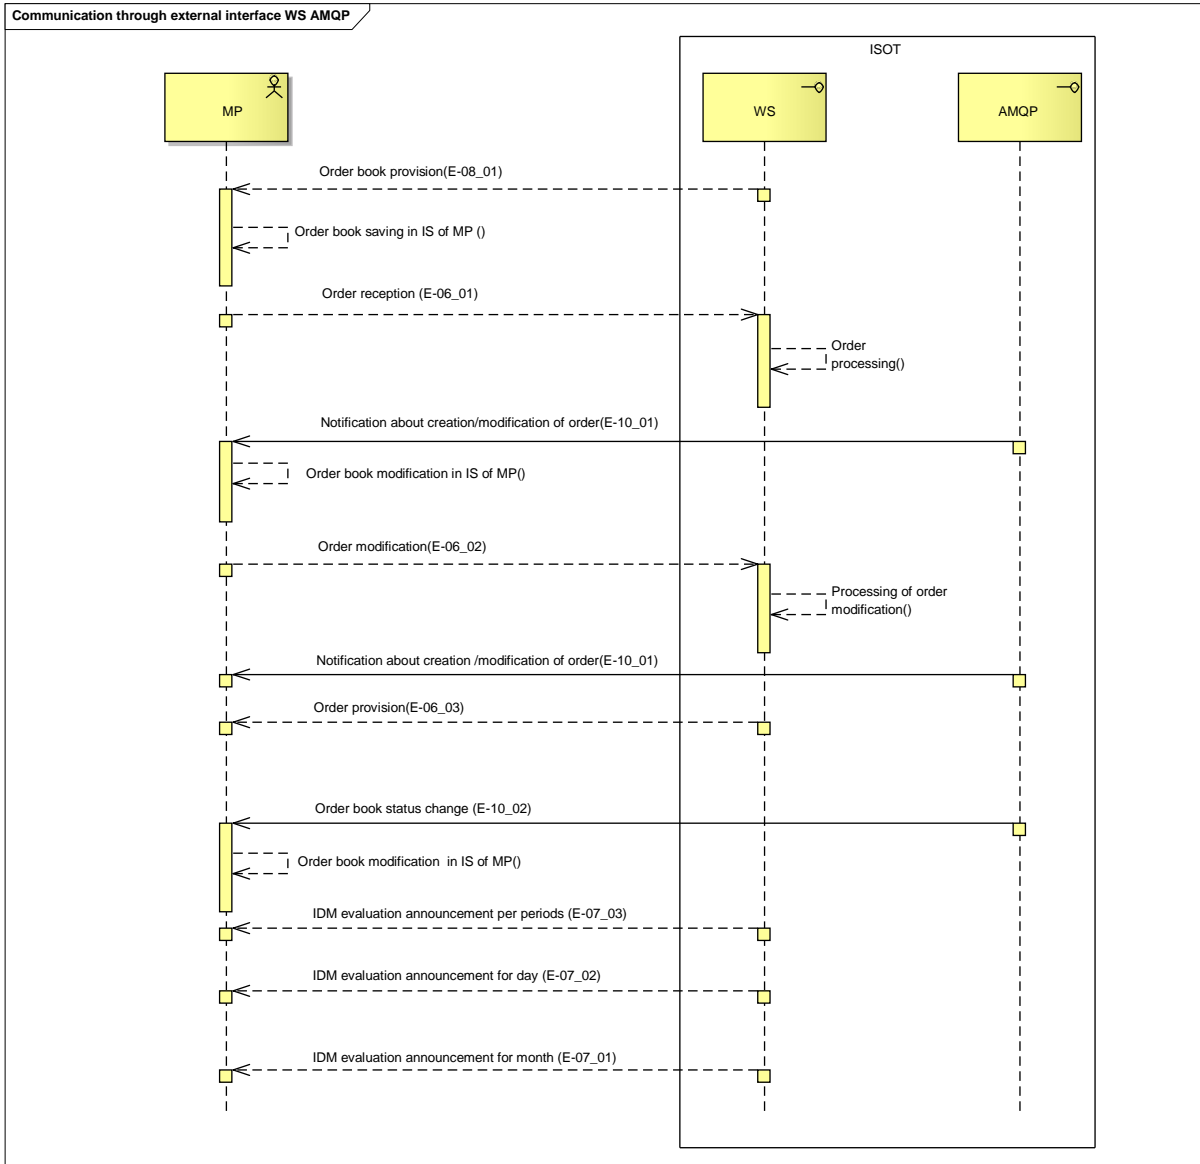 Communication through external interface WS AMQP
ISOT
MP
WS
AMQP
Order book provision(E-08_01)
Order book saving in IS of MP ()
Order reception (E-06_01)
Order
processing()
Notification about creation/modification of order(E-10_01)
Order book modification in IS of MP()
Order modification(E-06_02)
Processing of order
modification()
Notification about creation /modification of order(E-10_01)
Order provision(E-06_03)
Order book status change (E-10_02)
Order book modification  in IS of MP()
IDM evaluation announcement per periods (E-07_03)
IDM evaluation announcement for day (E-07_02)
IDM evaluation announcement for month (E-07_01)